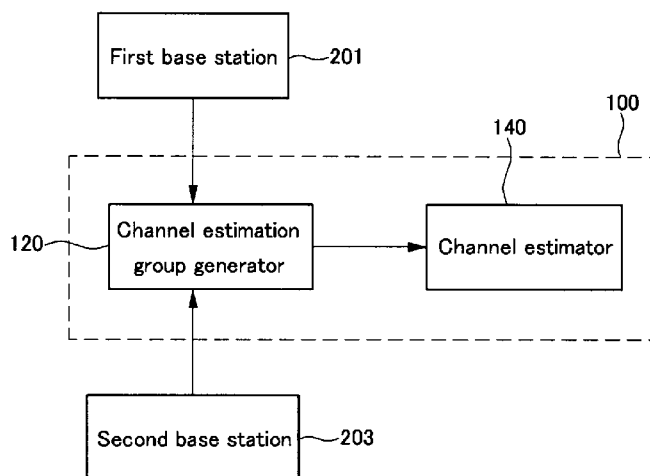 First base station
201
100
140
120
Channel estimation
group generator
Channel estimator
Second base station
203